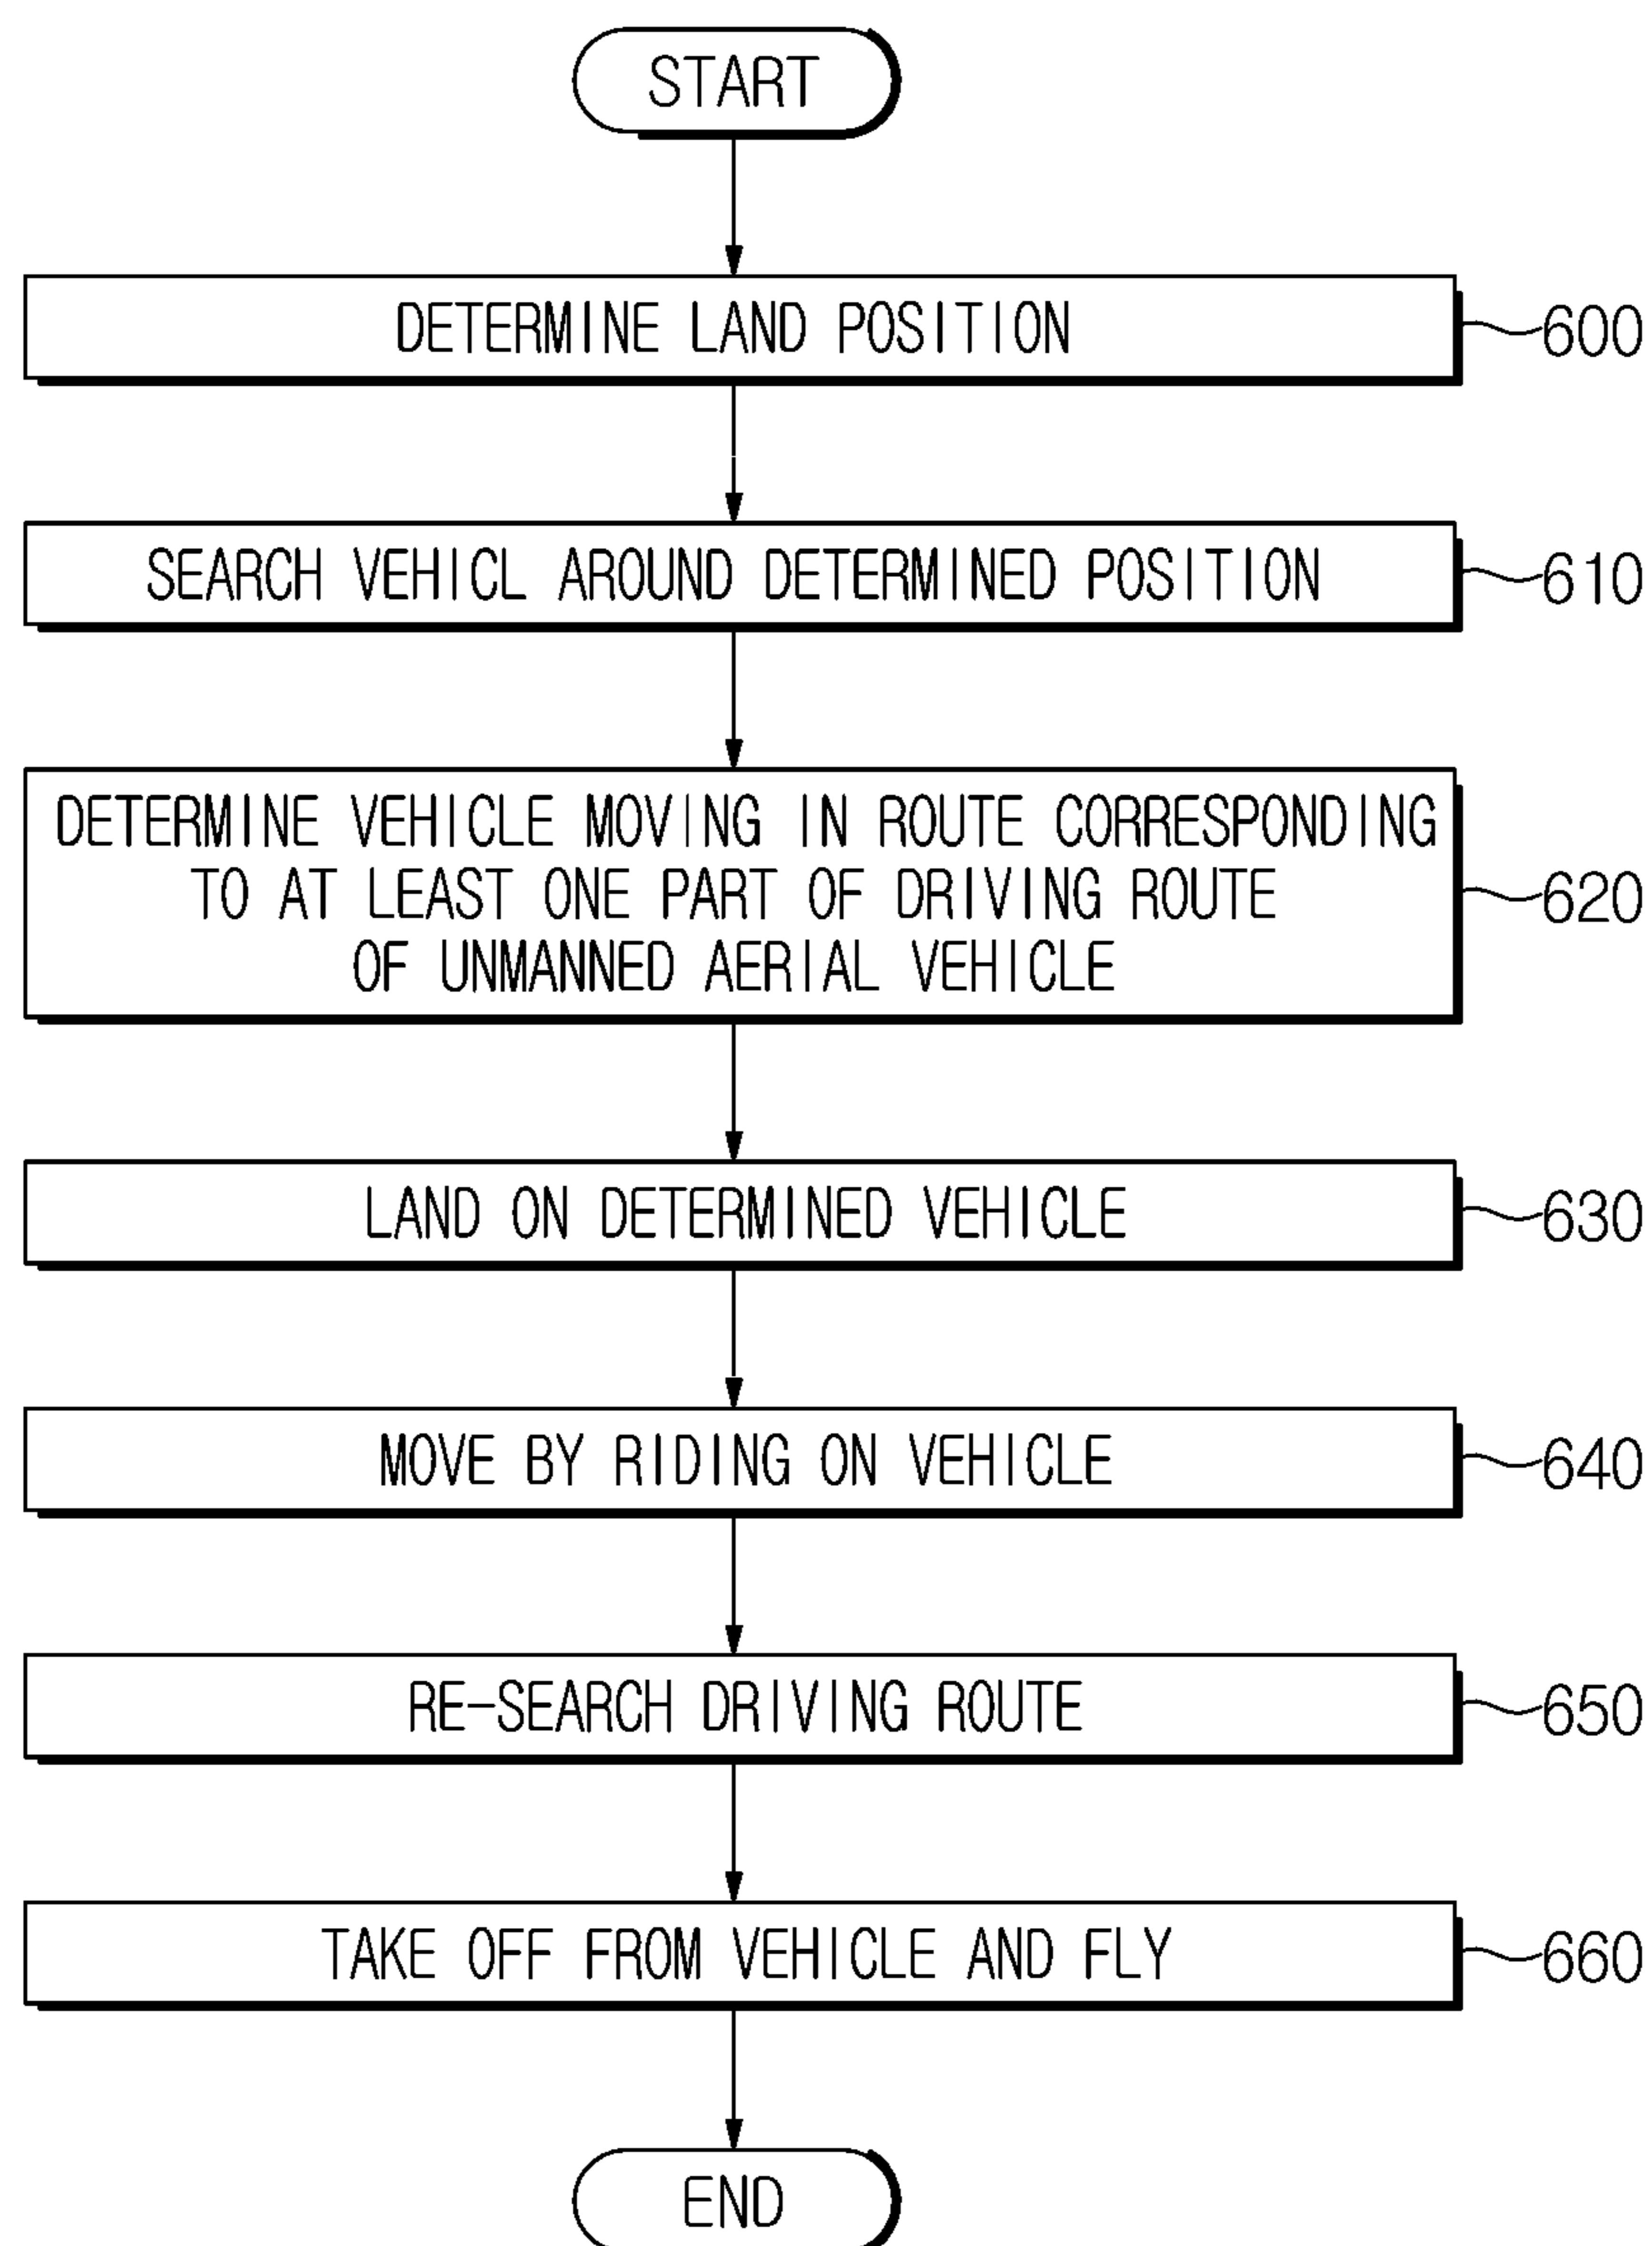 START
DETERMINE LAND POSITION
600
SEARCH VEHICL AROUND DETERMINED POSITION
610
DETERMINE VEHICLE MOVING IN ROUTE CORRESPONDING
TO AT LEAST ONE PART OF DRIVING ROUTE
OF UNMANNED AERIAL VEHICLE
620
LAND ON DETERMINED VEHICLE
630
MOVE BY RIDING ON VEHICLE
640
RE-SEARCH DRIVING ROUTE
650
TAKE OFF FROM VEHICLE AND FLY
660
END